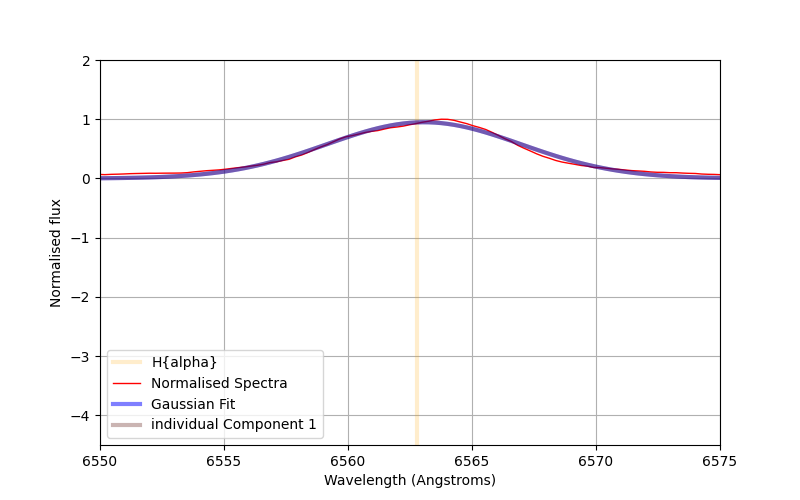 2
1
0
−1
−2
−3
−4
Normalised flux
H{alpha}
Normalised Spectra
Gaussian Fit
individual Component 1
6550 6555 6560 6565 6570 6575
Wavelength (Angstroms)